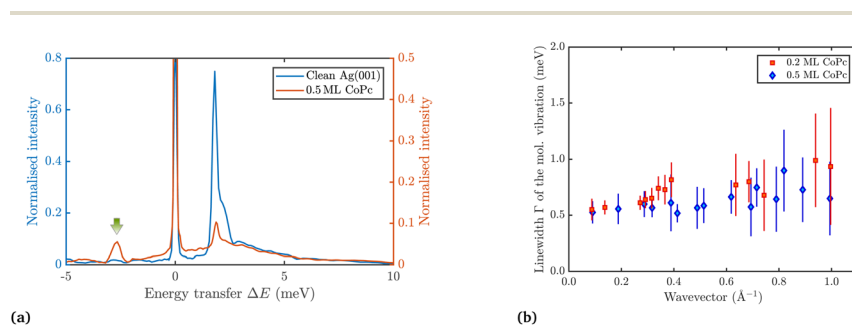 0.8
0.6
0.4
0.2
0
Normalised intensity
0.5
0.4
0.3
0.2
0.1
0
Normalised intensity
Clean Ag(001)
0.5 ML CoPc
-5
0
5
10
Energy transfer ΔE (meV)
(a)
2.0
1.5
1.0
0.5
0.0
Linewidth Γ of the mol. vibration (meV)
0.2 ML CoPc
0.5 ML CoPc
0.0
0.2
0.4
0.6
0.8
1.0
Wavevector (Å⁻¹)
(b)